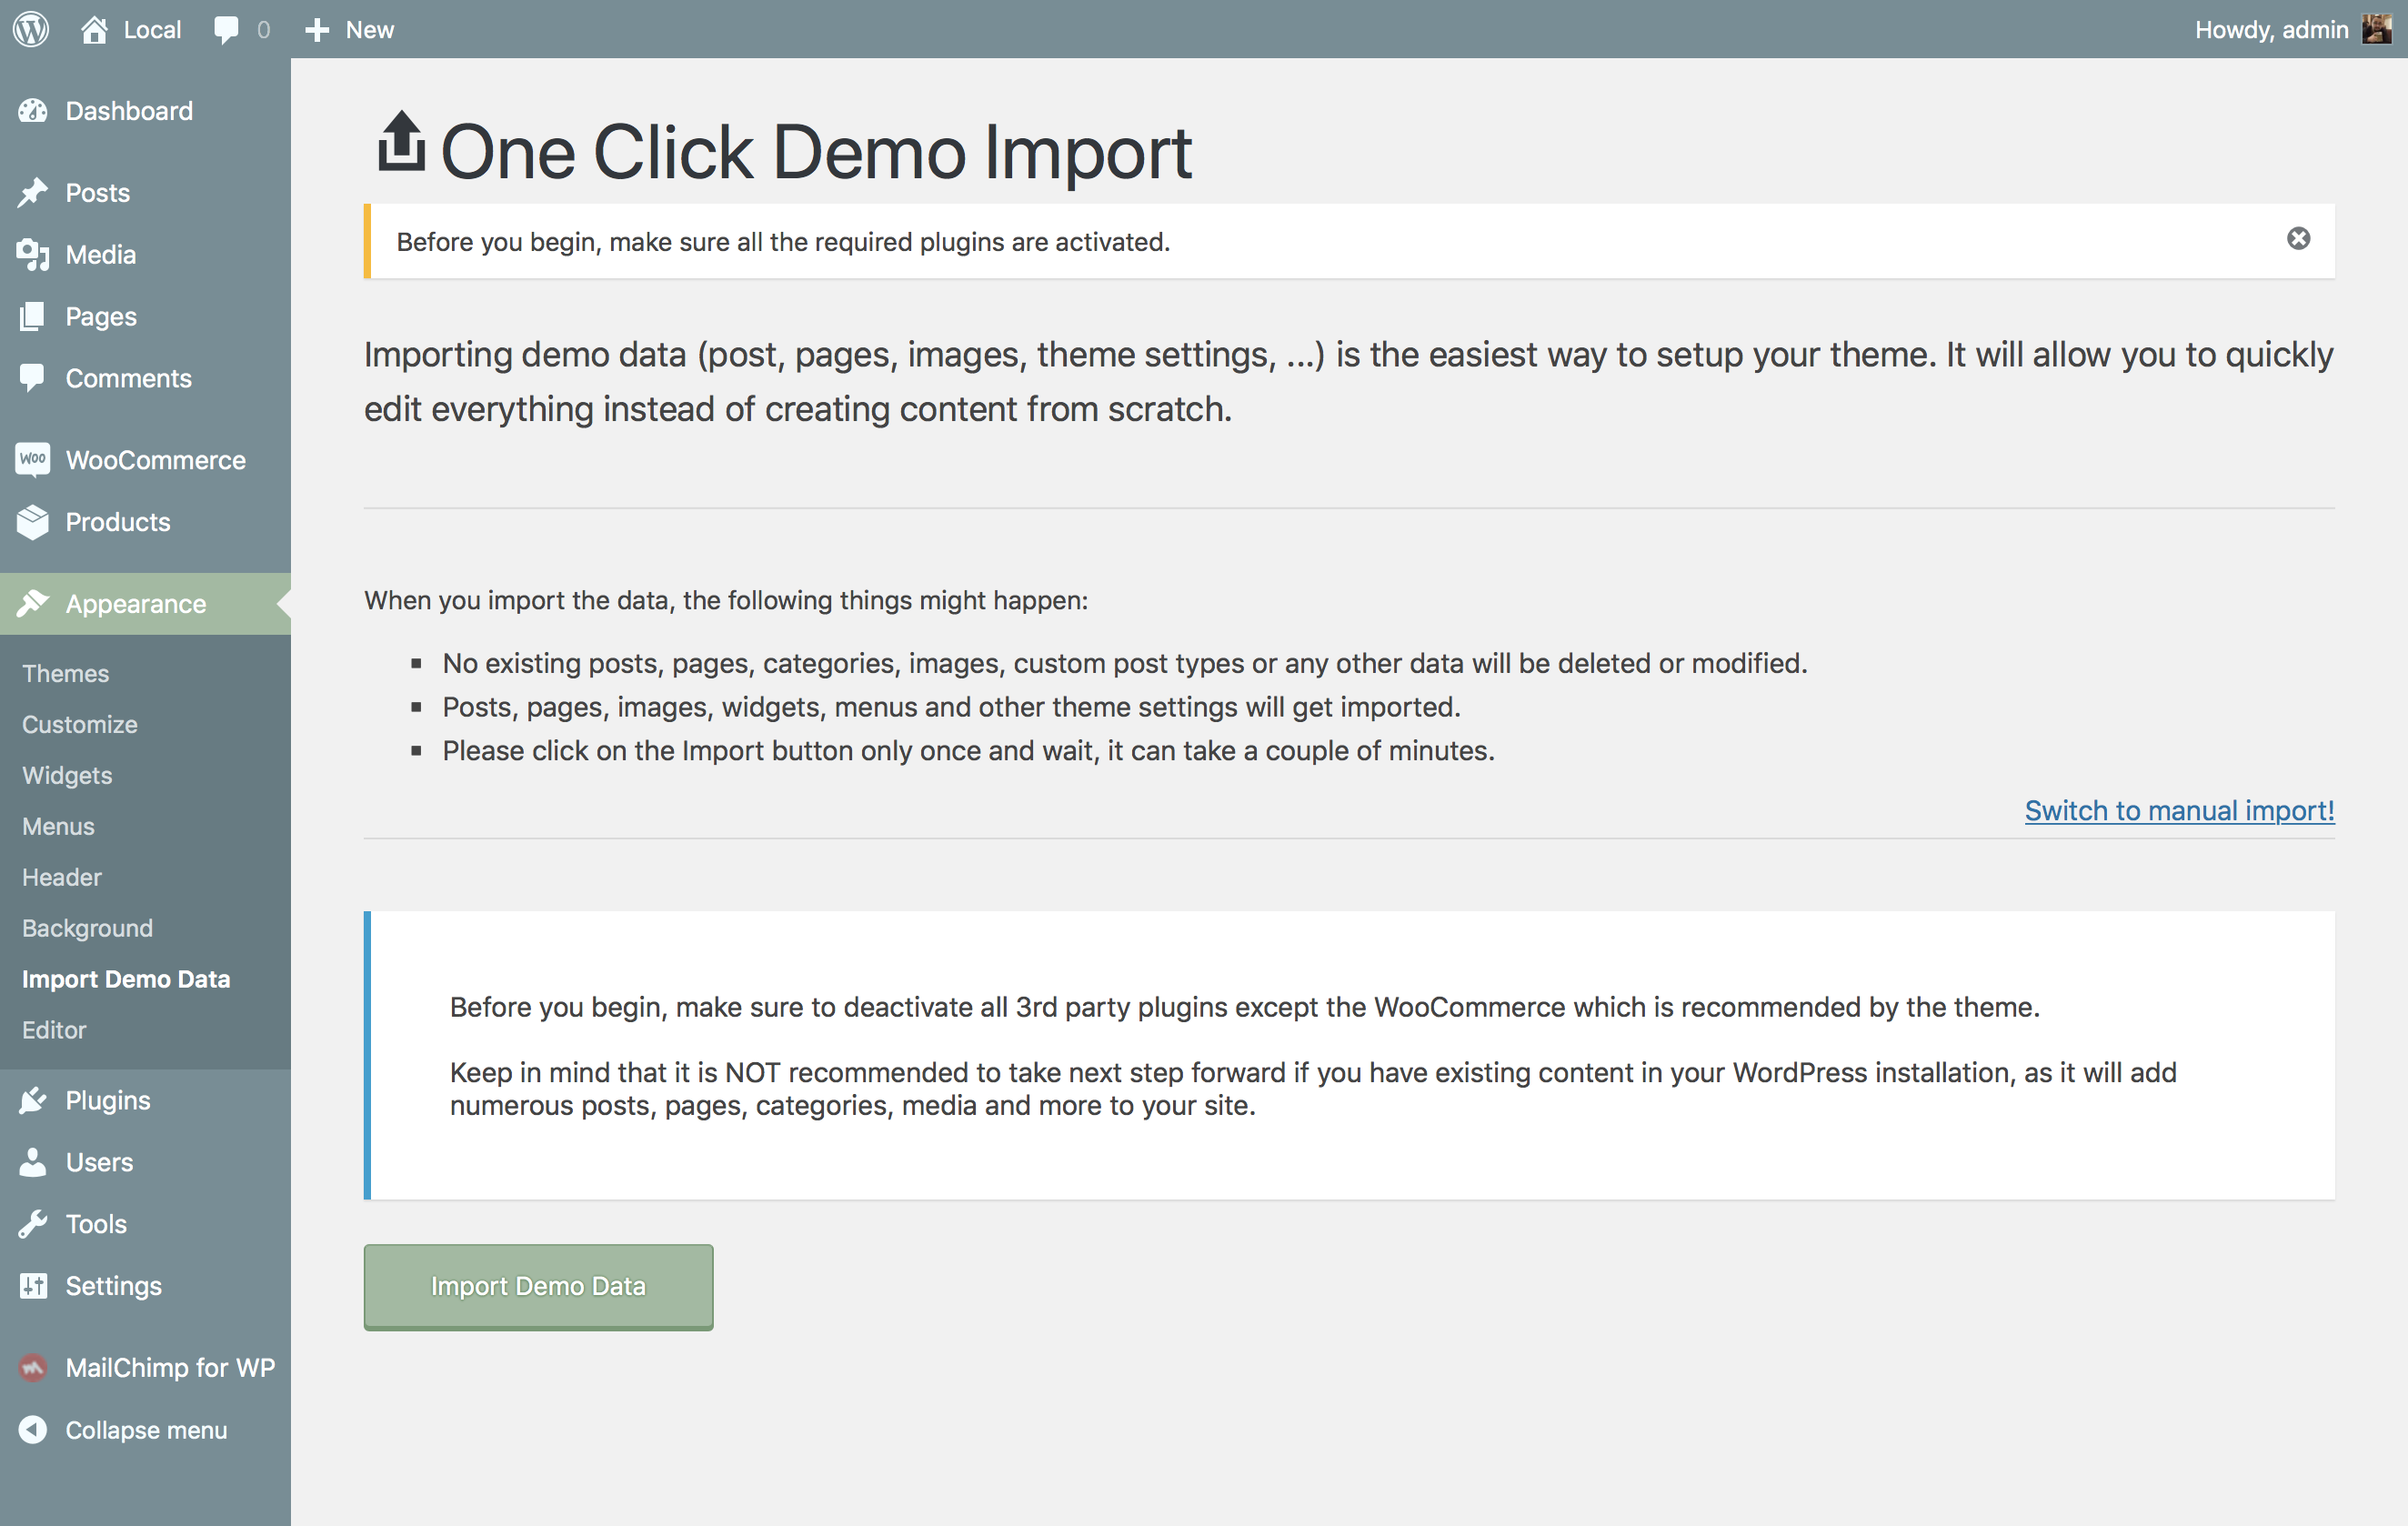 Local 0 New Howdy, admin
Dashboard
Posts
Media
Pages
Comments
Woo WooCommerce
Products
Appearance
Themes
Customize
Widgets
Menus
Header
Background
Import Demo Data
Editor
Plugins
Users
Tools
Settings
MailChimp for WP
Collapse menu
One Click Demo Import
Before you begin, make sure all the required plugins are activated.
Importing demo data (post, pages, images, theme settings, ...) is the easiest way to setup your theme. It will allow you to quickly
edit everything instead of creating content from scratch.
When you import the data, the following things might happen:
No existing posts, pages, categories, images, custom post types or any other data will be deleted or modified.
Posts, pages, images, widgets, menus and other theme settings will get imported.
Please click on the Import button only once and wait, it can take a couple of minutes.
Switch to manual import!
Before you begin, make sure to deactivate all 3rd party plugins except the WooCommerce which is recommended by the theme.
Keep in mind that it is NOT recommended to take next step forward if you have existing content in your WordPress installation, as it will add
numerous posts, pages, categories, media and more to your site.
Import Demo Data